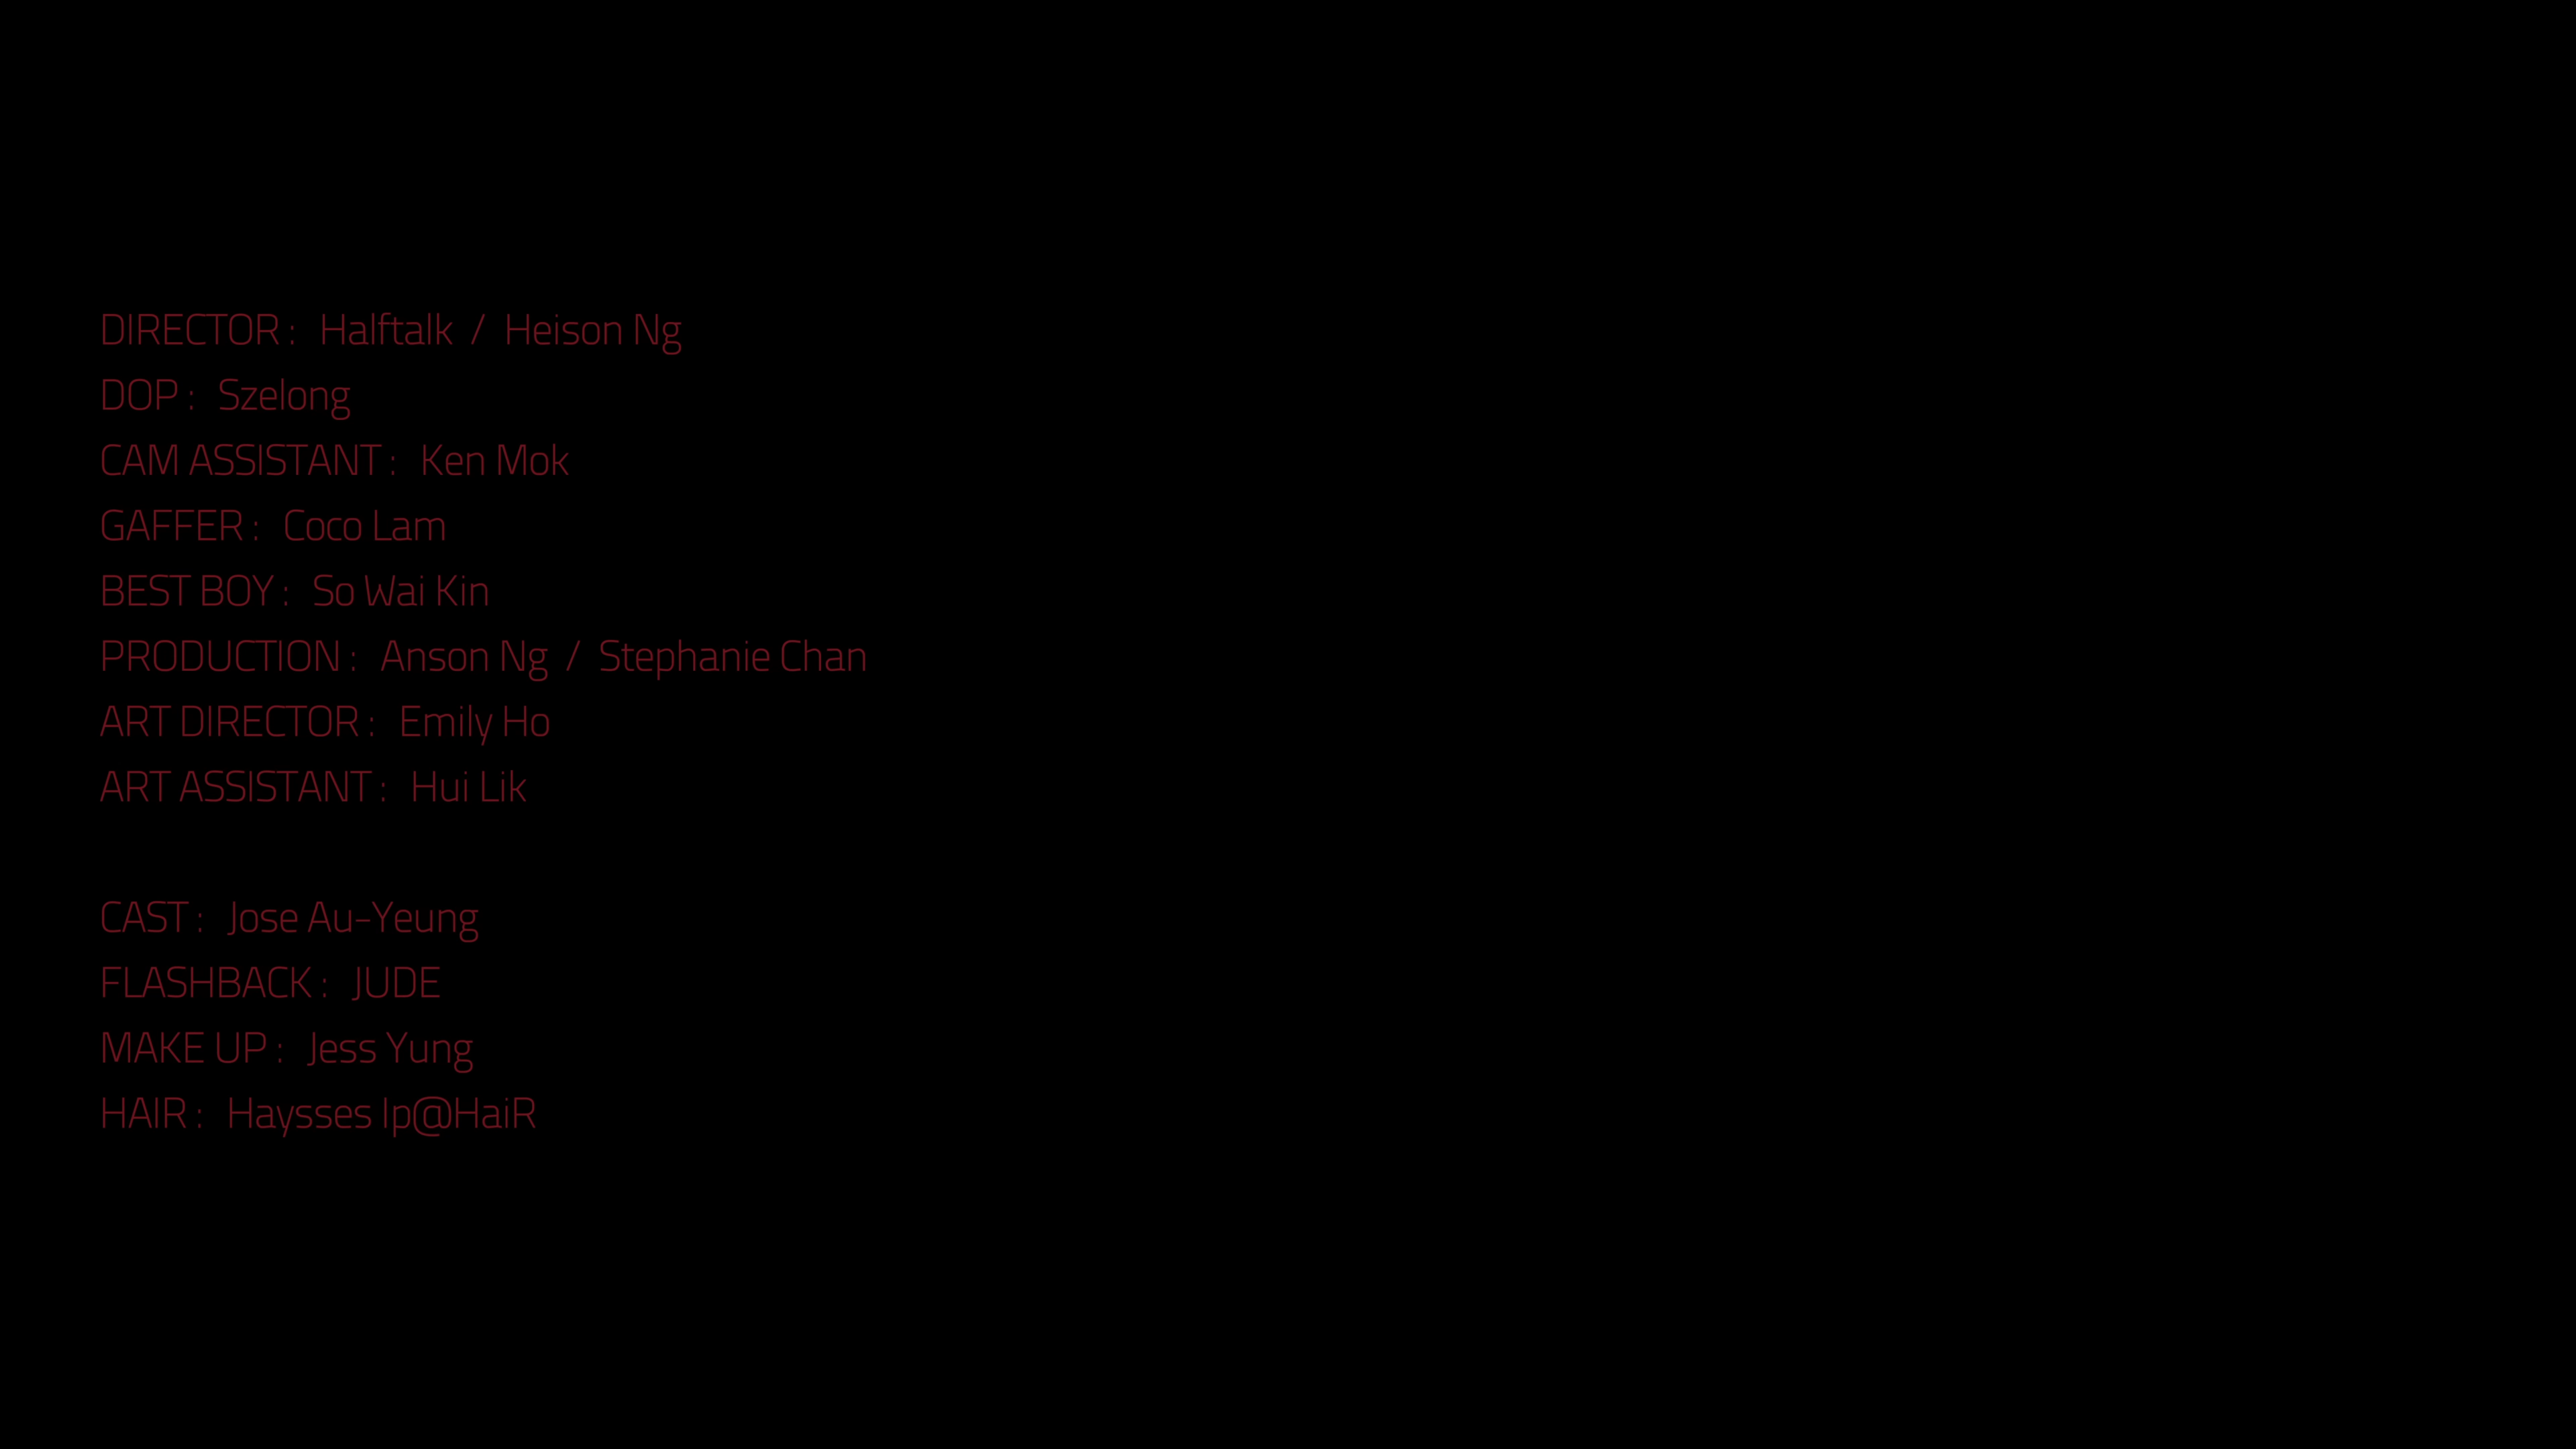 DIRECTOR : Halftalk / Heison Ng
DOP : Szelong
CAM ASSISTANT : Ken Mok
GAFFER : Coco Lam
BEST BOY : So Wai Kin
PRODUCTION : Anson Ng / Stephanie Chan
ART DIRECTOR : Emily Ho
ART ASSISTANT : Hui Lik
CAST : Jose Au-Yeung
FLASHBACK : JUDE
MAKE UP : Jess Yung
HAIR : Haysses Ip@HaiR